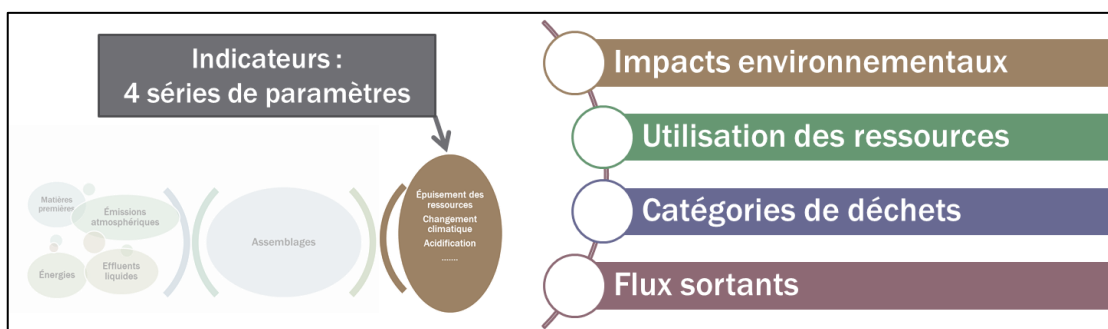 Indicateurs :
4 séries de paramètres
Matières
premières
Émissions
atmosphériques
Énergies
Effluents
liquides
Assemblages
Épuisement des
ressources
Changement
climatique
Acidification
.......
Impacts environnementaux
Utilisation des ressources
Catégories de déchets
Flux sortants